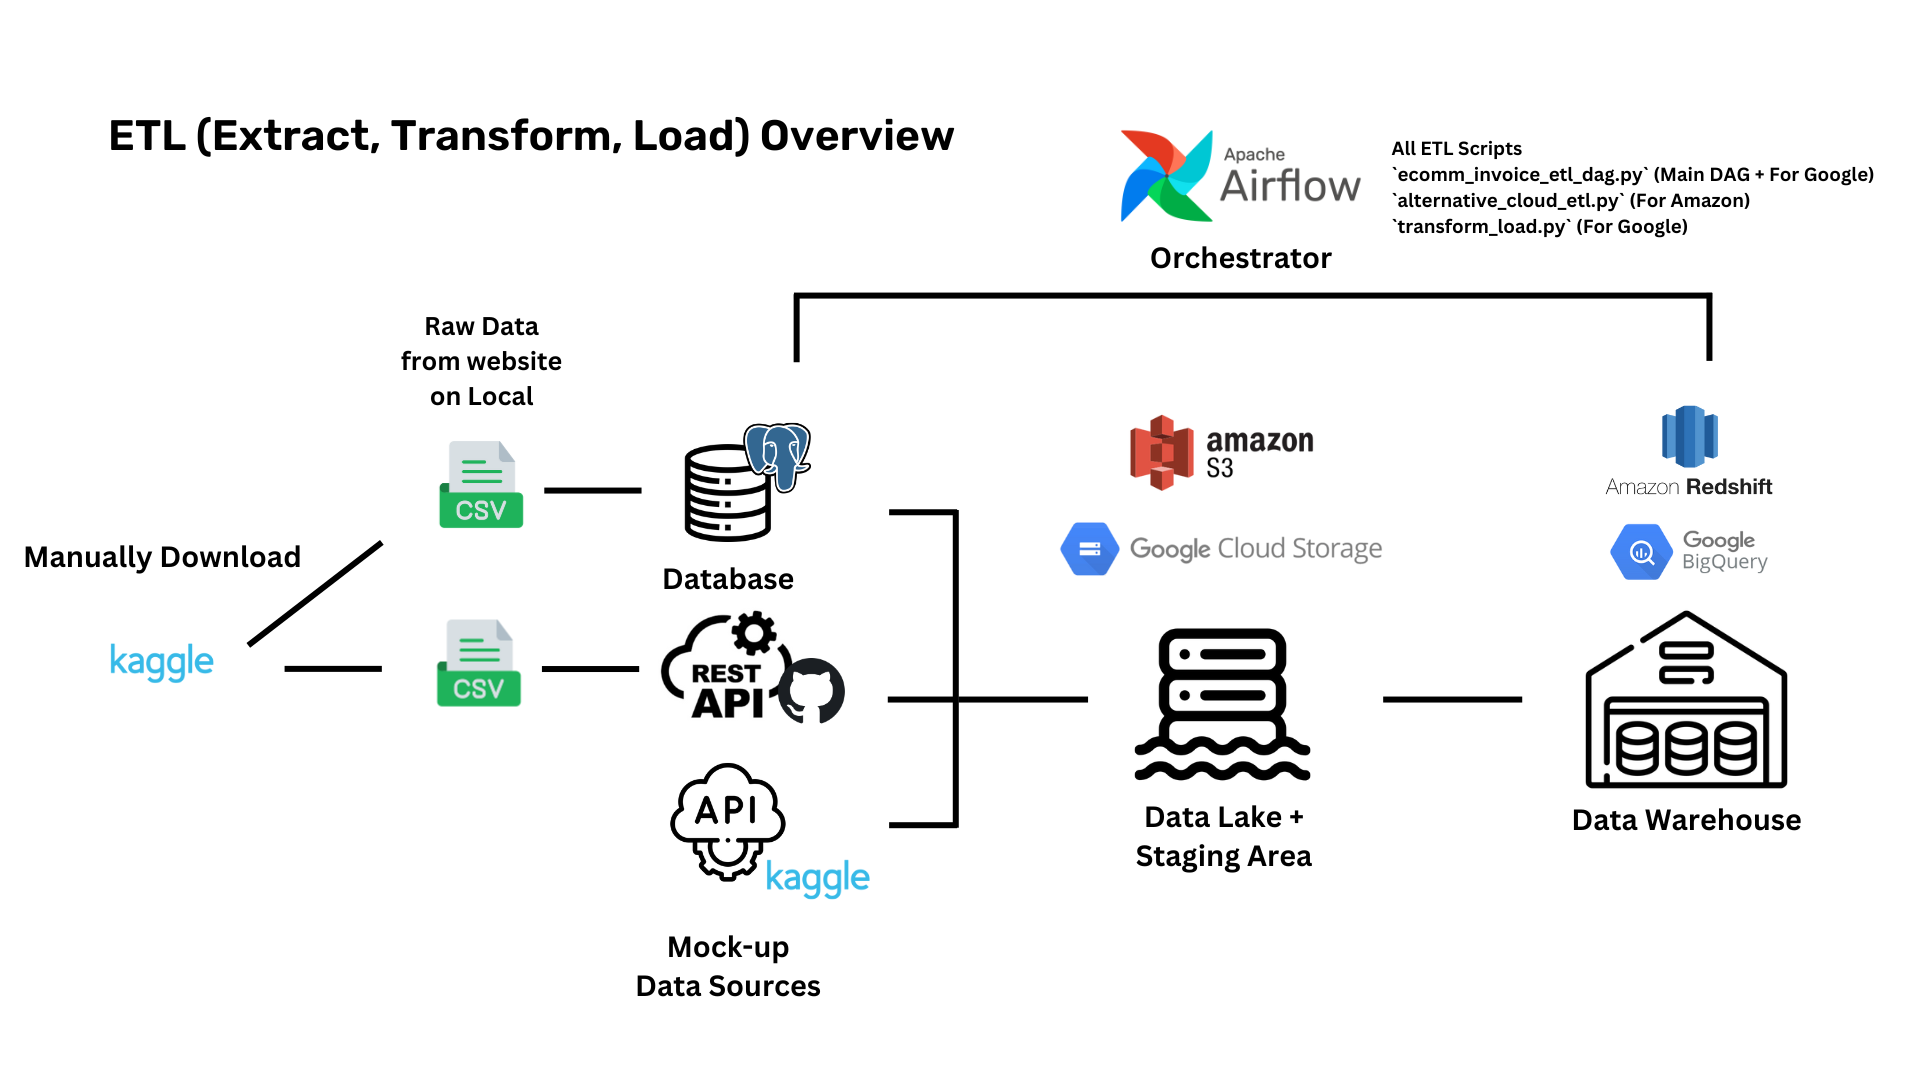 ETL (Extract, Transform, Load) Overview
Apache
Airflow
Orchestrator
All ETL Scripts
`ecomm_invoice_etl_dag.py` (Main DAG + For Google)
`alternative_cloud_etl.py` (For Amazon)
`transform_load.py` (For Google)
Raw Data
from website
on Local
Manually Download
kaggle
CSV
CSV
Database
REST
API
API
kaggle
Mock-up
Data Sources
amazon
S3
Google Cloud Storage
Data Lake +
Staging Area
Amazon Redshift
Google
BigQuery
Data Warehouse